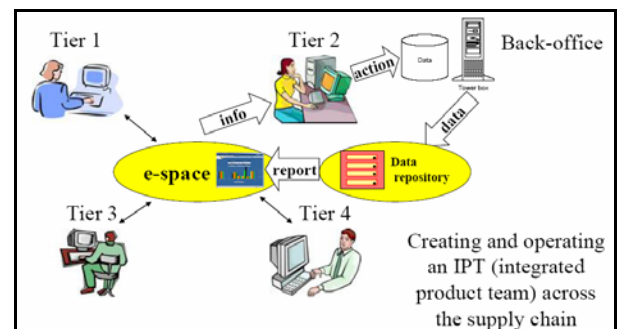 Tier 1
Tier 2
Back-office
action
Data
Tower box
info
data
e-space
report
Data
repository
Tier 3
Tier 4
Creating and operating
an IPT (integrated
product team) across
the supply chain